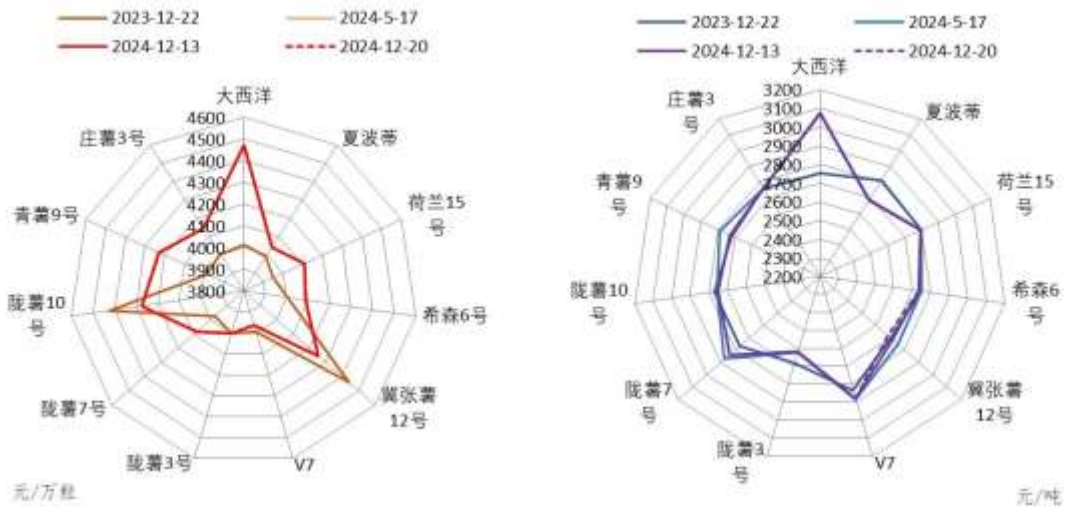 2023-12-22
2024-5-17
2024-12-13
2024-12-20
大西洋
夏波蒂
荷兰15
号
希森6号
冀张薯
12号
V7
陇薯3号
陇薯7号
陇薯10
号
青薯9号
庄薯3号
4600
4500
4400
4300
4200
4100
4000
3900
3800
元/万粒
2023-12-22
2024-5-17
2024-12-13
2024-12-20
大西洋
夏波蒂
荷兰15
号
希森6
号
冀张薯
12号
V7
陇薯3
号
陇薯7
号
陇薯10
号
青薯9
号
庄薯3
号
3200
3100
3000
2900
2800
2700
2600
2500
2400
2300
2200
元/吨